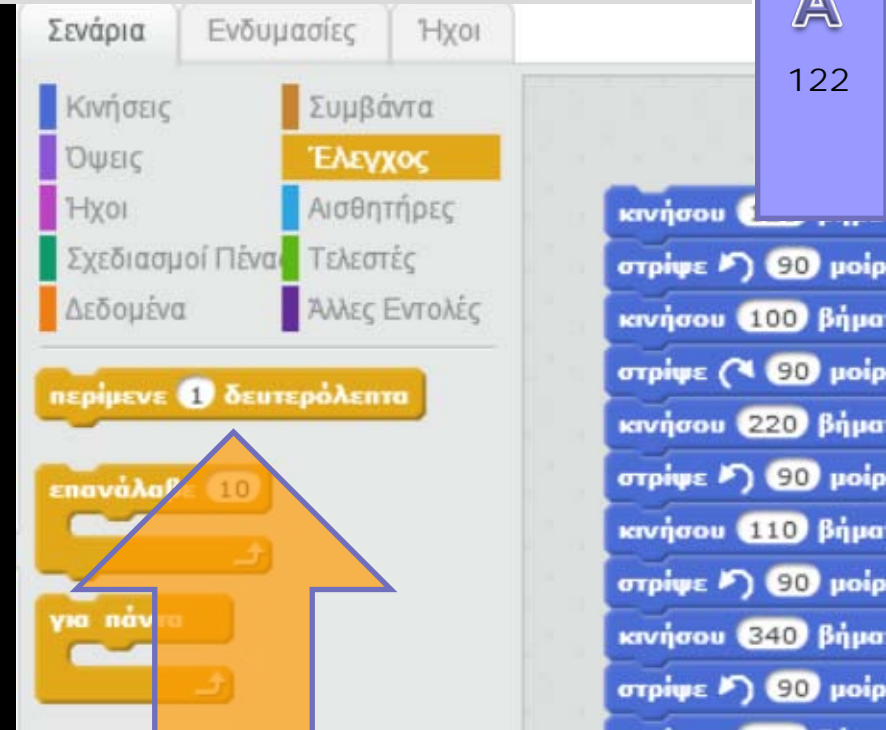 Σενάρια Ενδυμασίες Ήχοι
A
122
Κινήσεις Συμβάντα
Όψεις Έλεγχος
Ήχοι Αισθητήρες
Σχεδιασμοί Πένα Τελεστές
Δεδομένα Άλλες Εντολές
περίμενε 1 δευτερόλεπτα
επανάλαβε 10
για πάντα
κινήσου
στρίψε 90 μοίρ
κινήσου 100 βήματ
στρίψε 90 μοίρ
κινήσου 220 βήματ
στρίψε 90 μοίρ
κινήσου 110 βήματ
στρίψε 90 μοίρ
κινήσου 340 βήματ
στρίψε 90 μοίρ